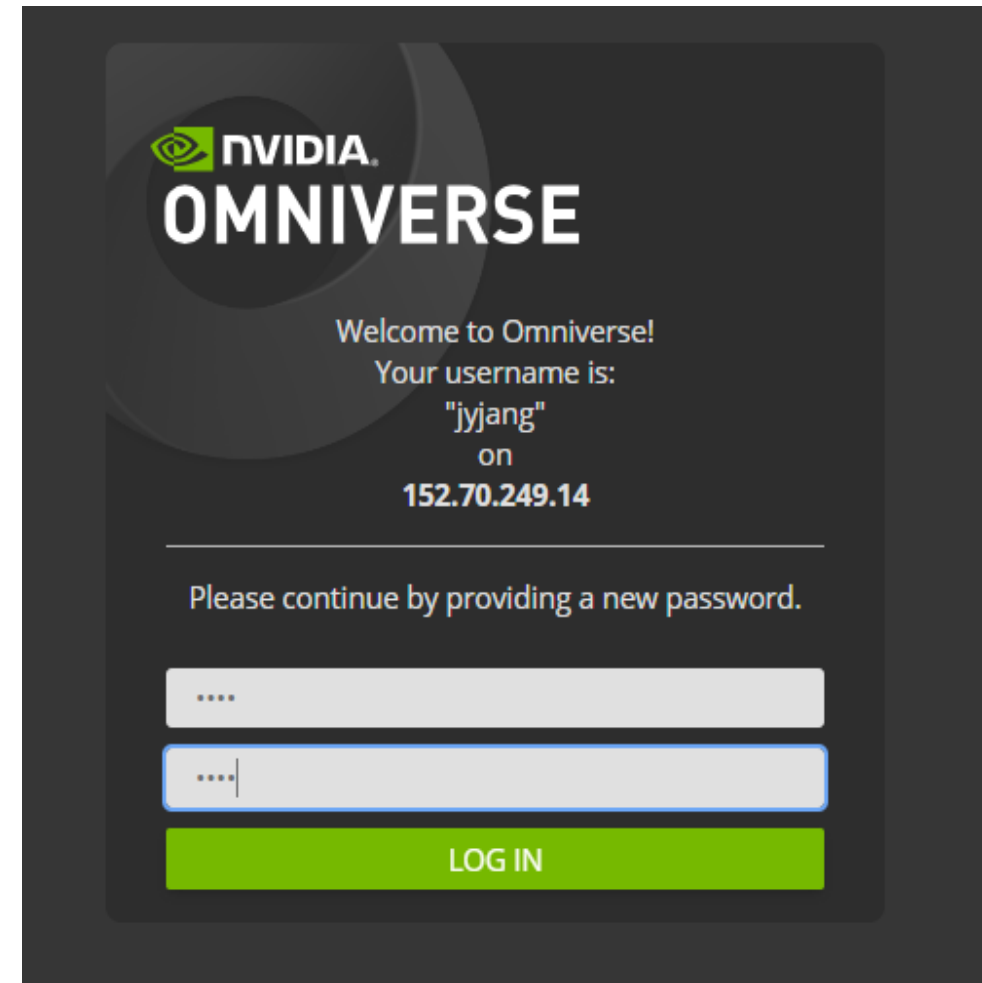 NVIDIA.
OMNIVERSE
Welcome to Omniverse!
Your username is:
"jyjang"
on
152.70.249.14
Please continue by providing a new password.
••••
••••
LOG IN